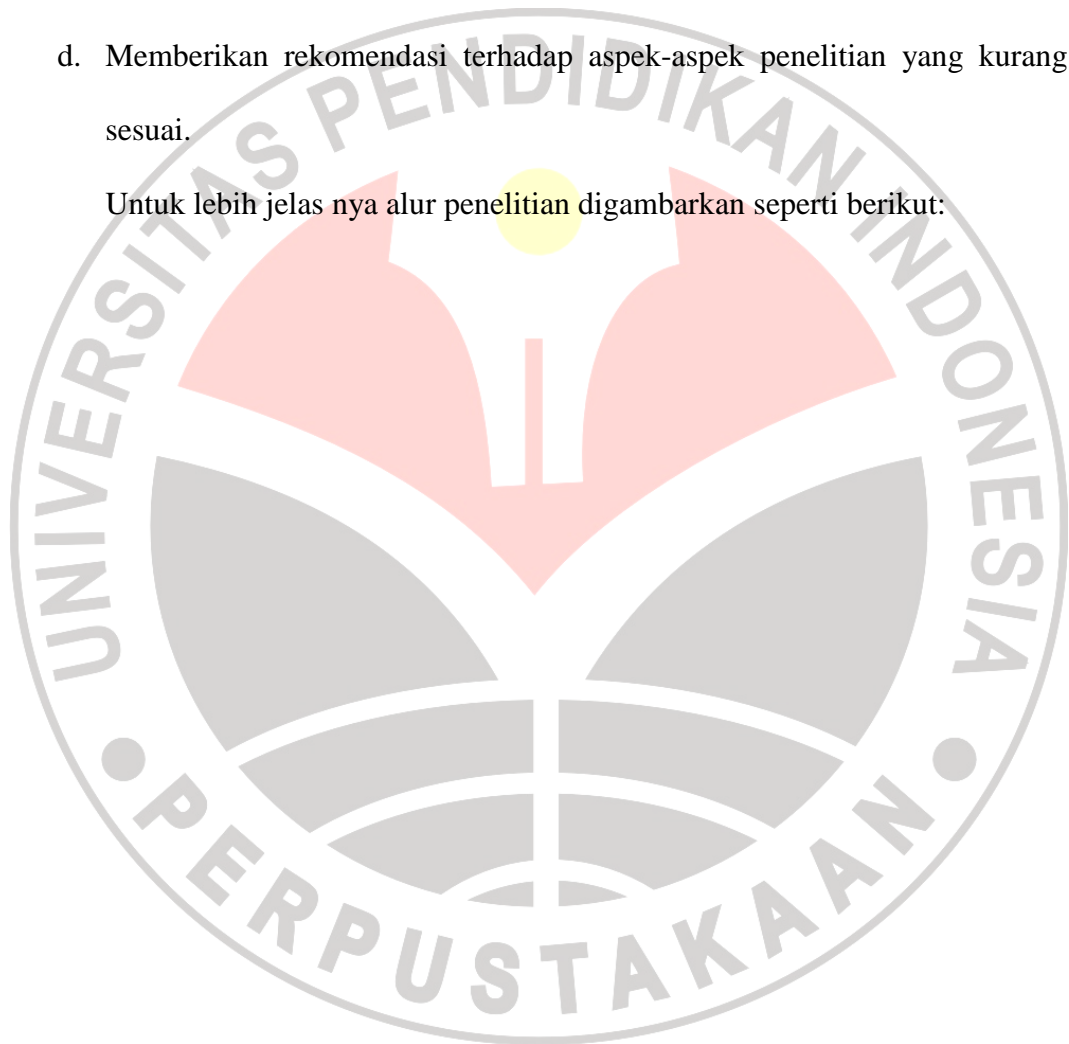 d. Memberikan rekomendasi terhadap aspek-aspek penelitian yang kurang
sesuai.
Untuk lebih jelas nya alur penelitian digambarkan seperti berikut:
UNIVERSITAS PENDIDIKAN INDONESIA
PERPUSTAKAAN